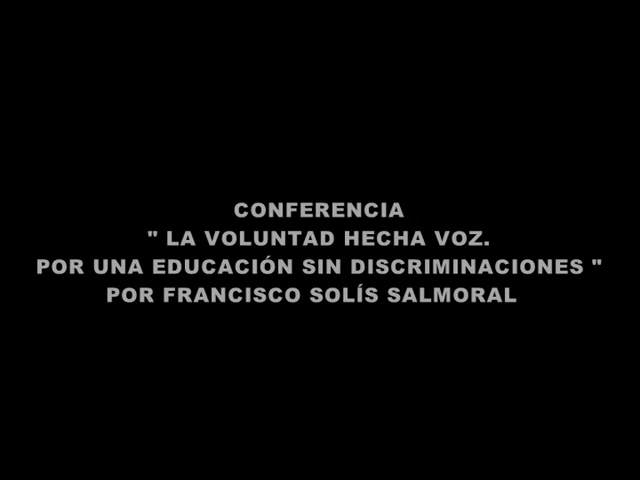 CONFERENCIA
" LA VOLUNTAD HECHA VOZ.
POR UNA EDUCACIÓN SIN DISCRIMINACIONES "
POR FRANCISCO SOLÍS SALMORAL